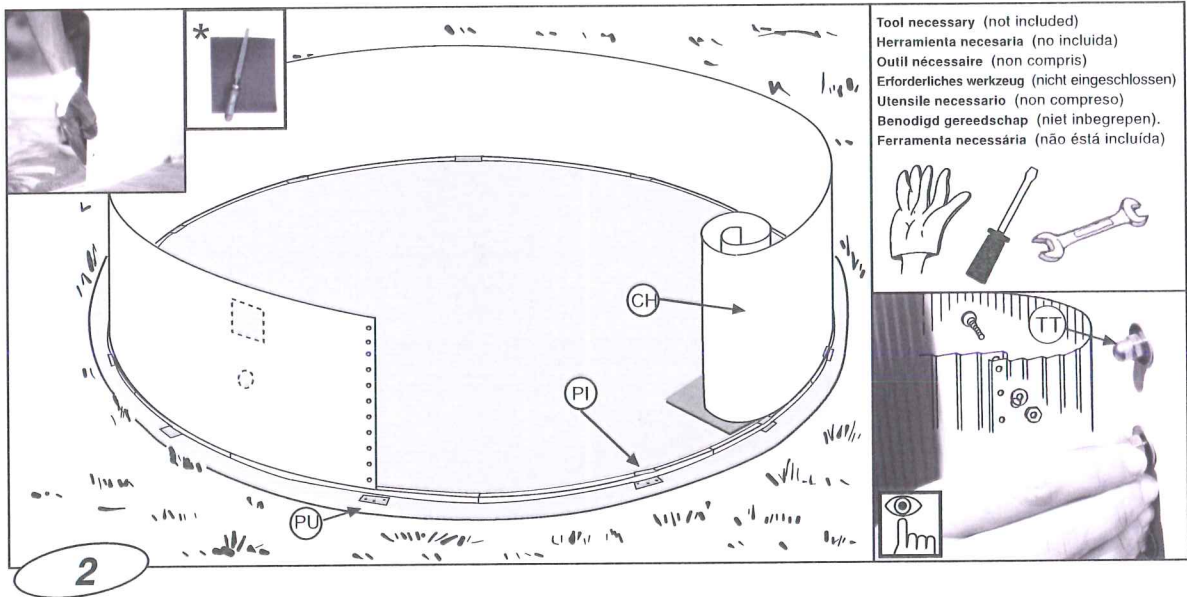 *
CH
PI
PU
2
Tool necessary (not included)
Herramienta necesaria (no incluida)
Outil nécessaire (non compris)
Erforderliches werkzeug (nicht eingeschlossen)
Utensile necessario (non compreso)
Benodigd gereedschap (niet inbegrepen).
Ferramenta necessária (não éstá incluída)
TT